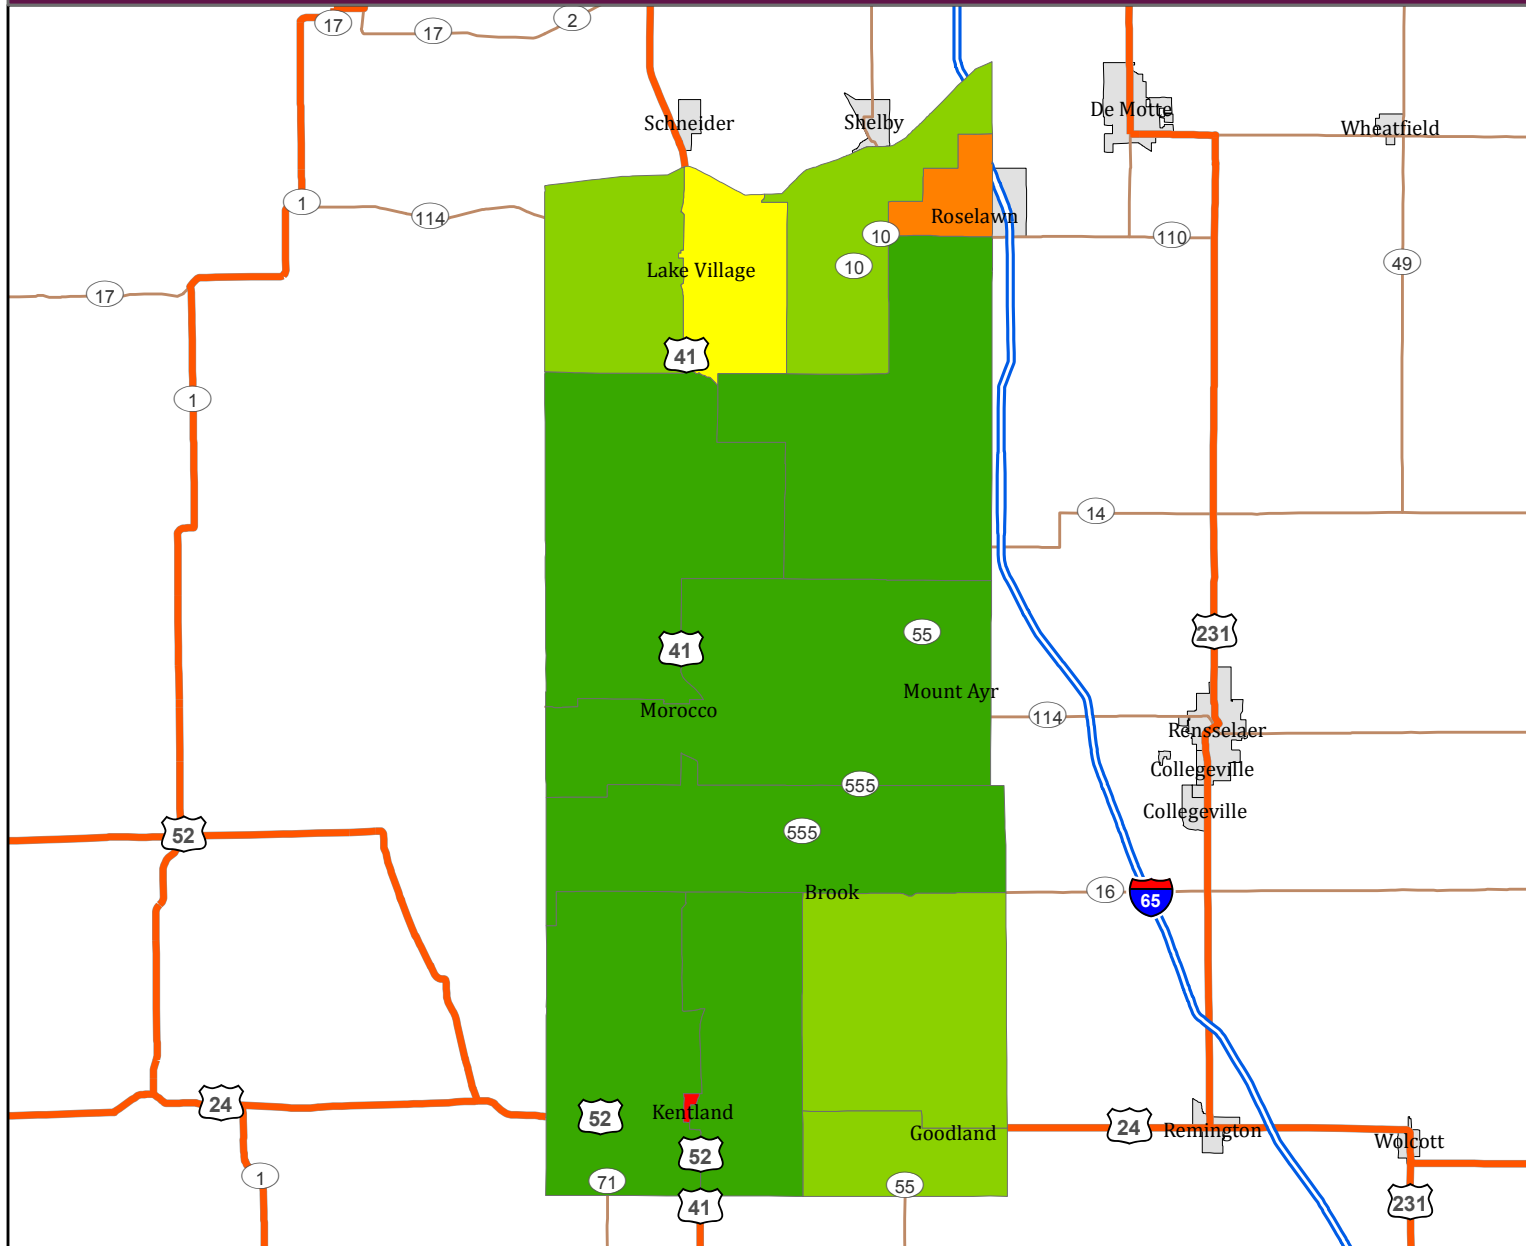 17
17
2
Schneider
Shelby
De Motte
Wheatfield
1
114
Roselawn
10
110
10
Lake Village
49
17
41
1
14
55
231
41
Mount Ayr
Morocco
114
Rensselaer
Collegeville
555
Collegeville
555
52
Brook
16
65
24
52
Kentland
24
Goodland
Remington
Wolcott
52
1
71
55
41
231